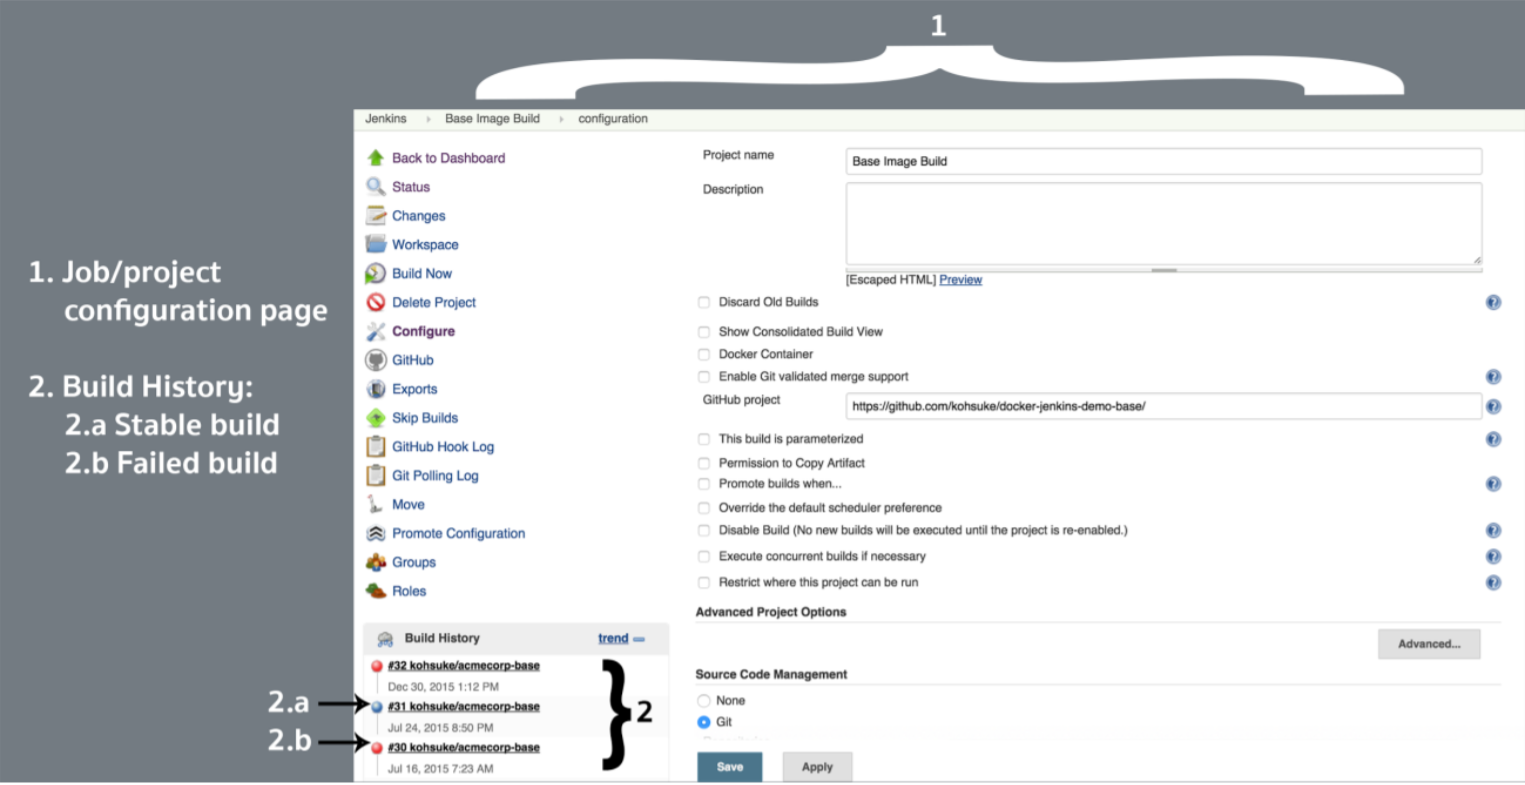 1
Jenkins Base Image Build configuration
1. Job/project
configuration page
2. Build History:
2.a Stable build
2.b Failed build
Back to Dashboard
Status
Changes
Workspace
Build Now
Delete Project
Configure
GitHub
Exports
Skip Builds
GitHub Hook Log
Git Polling Log
Move
Promote Configuration
Groups
Roles
Build History trend
#32 kohsuke/acmecorp-base
Dec 30, 2015 1:12 PM
2.a
#31 kohsuke/acmecorp-base
2
Jul 24, 2015 8:50 PM
2.b
#30 kohsuke/acmecorp-base
Jul 16, 2015 7:23 AM
Project name Base Image Build
Description
[Escaped HTML] Preview
Discard Old Builds
Show Consolidated Build View
Docker Container
Enable Git validated merge support
GitHub project https://github.com/kohsuke/docker-jenkins-demo-base/
This build is parameterized
Permission to Copy Artifact
Promote builds when...
Override the default scheduler preference
Disable Build (No new builds will be executed until the project is re-enabled.)
Execute concurrent builds if necessary
Restrict where this project can be run
Advanced Project Options
Advanced...
Source Code Management
None
Git
Save Apply